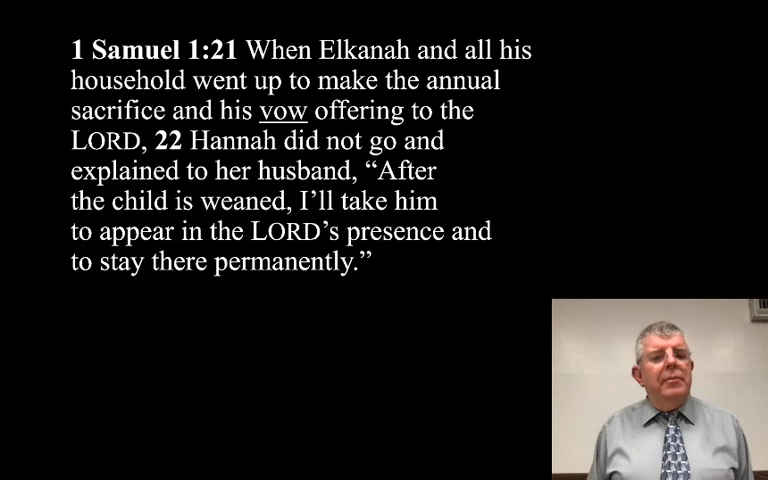 1 Samuel 1:21 When Elkanah and all his
household went up to make the annual
sacrifice and his vow offering to the
LORD, 22 Hannah did not go and
explained to her husband, “After
the child is weaned, I’ll take him
to appear in the LORD’s presence and
to stay there permanently.”